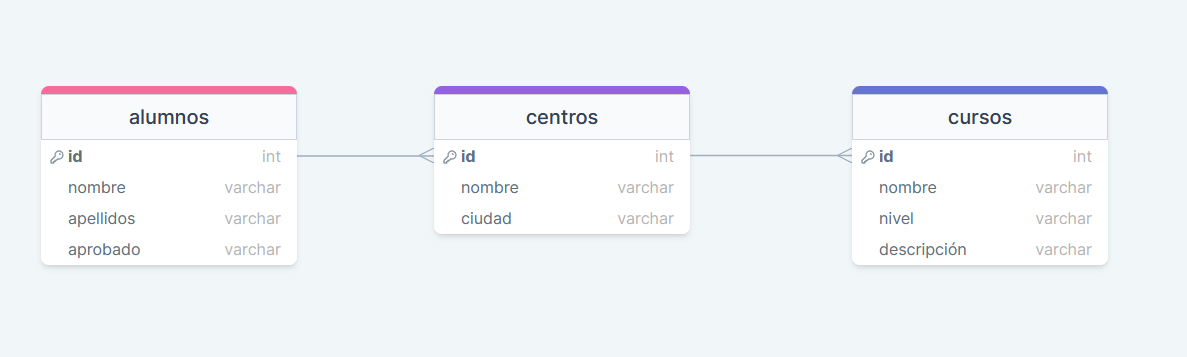 alumnos
id int
nombre varchar
apellidos varchar
aprobado varchar
centros
id int
nombre varchar
ciudad varchar
cursos
id int
nombre varchar
nivel varchar
descripción varchar